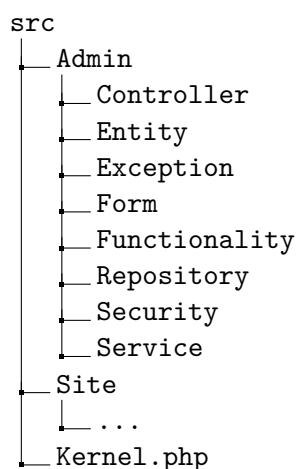 src
Admin
Controller
Entity
Exception
Form
Functionality
Repository
Security
Service
Site
...
Kernel.php